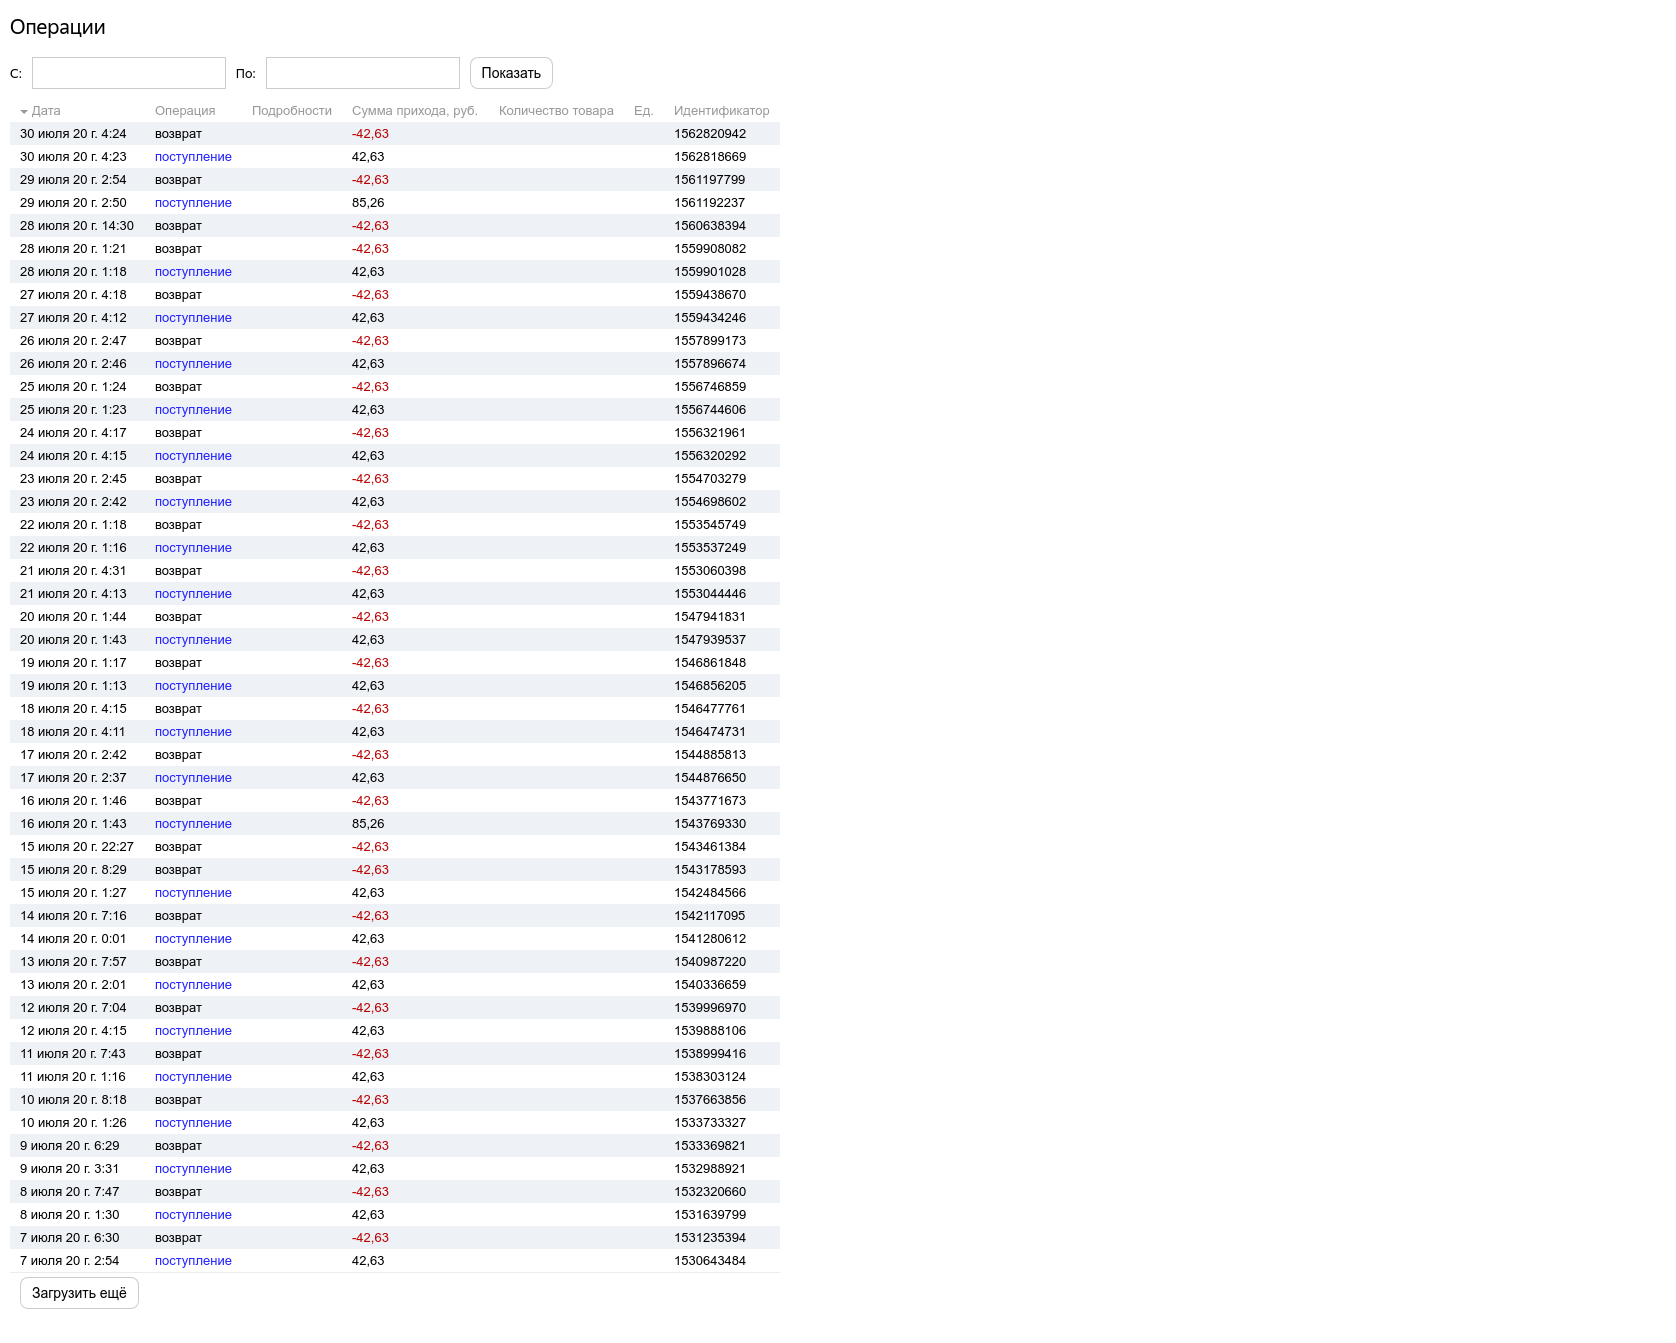 Операции
С: По: Показать
Дата Операция Подробности Сумма прихода, руб. Количество товара Ед. Идентификатор
30 июля 20 г. 4:24 возврат -42,63 1562820942
30 июля 20 г. 4:23 поступление 42,63 1562818669
29 июля 20 г. 2:54 возврат -42,63 1561197799
29 июля 20 г. 2:50 поступление 85,26 1561192237
28 июля 20 г. 14:30 возврат -42,63 1560638394
28 июля 20 г. 1:21 возврат -42,63 1559908082
28 июля 20 г. 1:18 поступление 42,63 1559901028
27 июля 20 г. 4:18 возврат -42,63 1559438670
27 июля 20 г. 4:12 поступление 42,63 1559434246
26 июля 20 г. 2:47 возврат -42,63 1557899173
26 июля 20 г. 2:46 поступление 42,63 1557896674
25 июля 20 г. 1:24 возврат -42,63 1556746859
25 июля 20 г. 1:23 поступление 42,63 1556744606
24 июля 20 г. 4:17 возврат -42,63 1556321961
24 июля 20 г. 4:15 поступление 42,63 1556320292
23 июля 20 г. 2:45 возврат -42,63 1554703279
23 июля 20 г. 2:42 поступление 42,63 1554698602
22 июля 20 г. 1:18 возврат -42,63 1553545749
22 июля 20 г. 1:16 поступление 42,63 1553537249
21 июля 20 г. 4:31 возврат -42,63 1553060398
21 июля 20 г. 4:13 поступление 42,63 1553044446
20 июля 20 г. 1:44 возврат -42,63 1547941831
20 июля 20 г. 1:43 поступление 42,63 1547939537
19 июля 20 г. 1:17 возврат -42,63 1546861848
19 июля 20 г. 1:13 поступление 42,63 1546856205
18 июля 20 г. 4:15 возврат -42,63 1546477761
18 июля 20 г. 4:11 поступление 42,63 1546474731
17 июля 20 г. 2:42 возврат -42,63 1544885813
17 июля 20 г. 2:37 поступление 42,63 1544876650
16 июля 20 г. 1:46 возврат -42,63 1543771673
16 июля 20 г. 1:43 поступление 85,26 1543769330
15 июля 20 г. 22:27 возврат -42,63 1543461384
15 июля 20 г. 8:29 возврат -42,63 1543178593
15 июля 20 г. 1:27 поступление 42,63 1542484566
14 июля 20 г. 7:16 возврат -42,63 1542117095
14 июля 20 г. 0:01 поступление 42,63 1541280612
13 июля 20 г. 7:57 возврат -42,63 1540987220
13 июля 20 г. 2:01 поступление 42,63 1540336659
12 июля 20 г. 7:04 возврат -42,63 1539996970
12 июля 20 г. 4:15 поступление 42,63 1539888106
11 июля 20 г. 7:43 возврат -42,63 1538999416
11 июля 20 г. 1:16 поступление 42,63 1538303124
10 июля 20 г. 8:18 возврат -42,63 1537663856
10 июля 20 г. 1:26 поступление 42,63 1533733327
9 июля 20 г. 6:29 возврат -42,63 1533369821
9 июля 20 г. 3:31 поступление 42,63 1532988921
8 июля 20 г. 7:47 возврат -42,63 1532320660
8 июля 20 г. 1:30 поступление 42,63 1531639799
7 июля 20 г. 6:30 возврат -42,63 1531235394
7 июля 20 г. 2:54 поступление 42,63 1530643484
Загрузить ещё